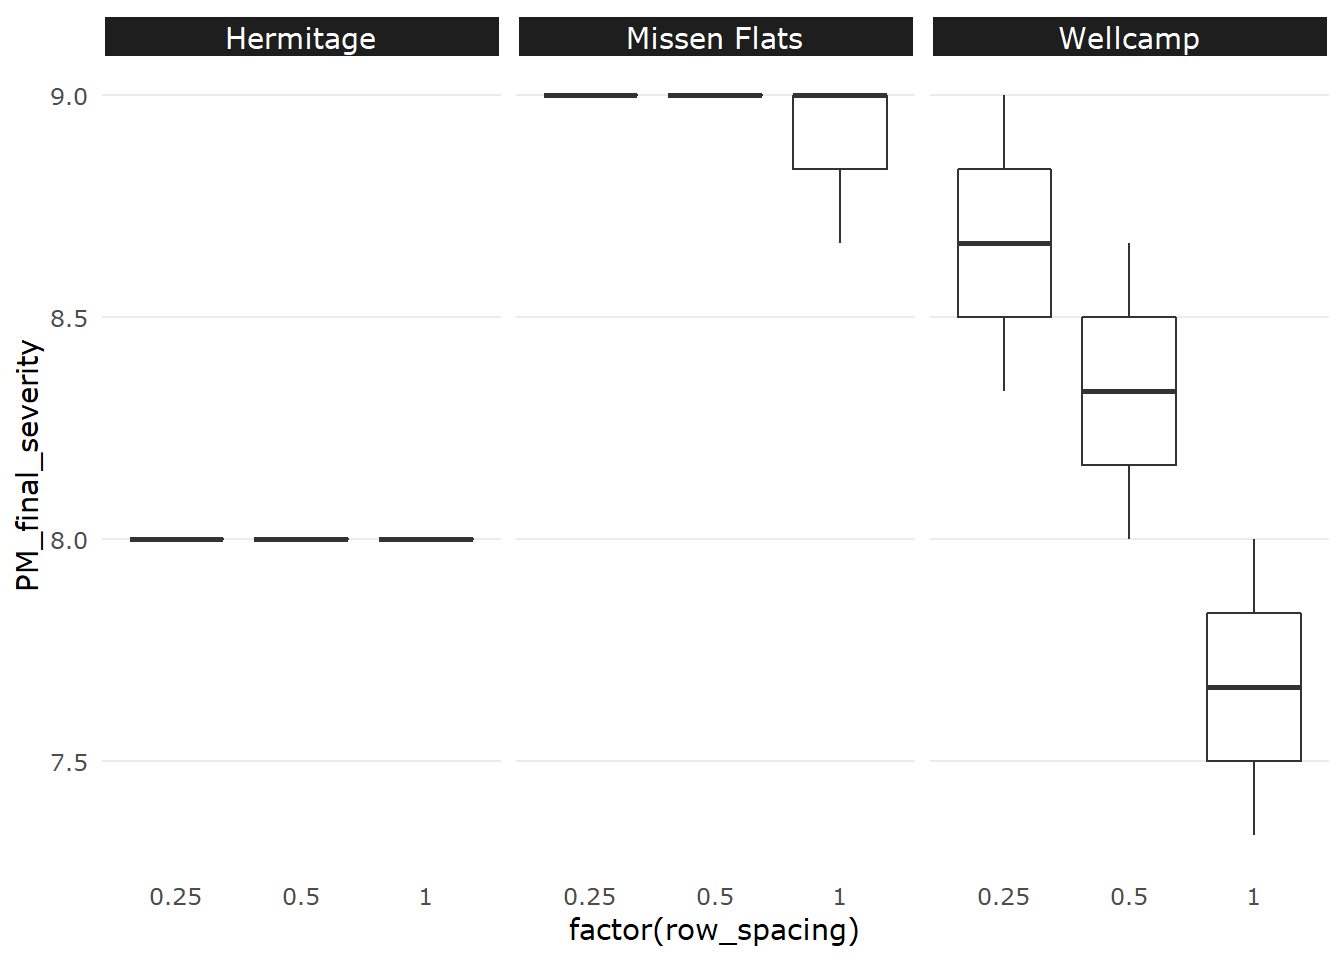 Hermitage Missen Flats Wellcamp
9.0
8.5
8.0
7.5
PM_final_severity
0.25 0.5 1 0.25 0.5 1 0.25 0.5 1
factor(row_spacing)